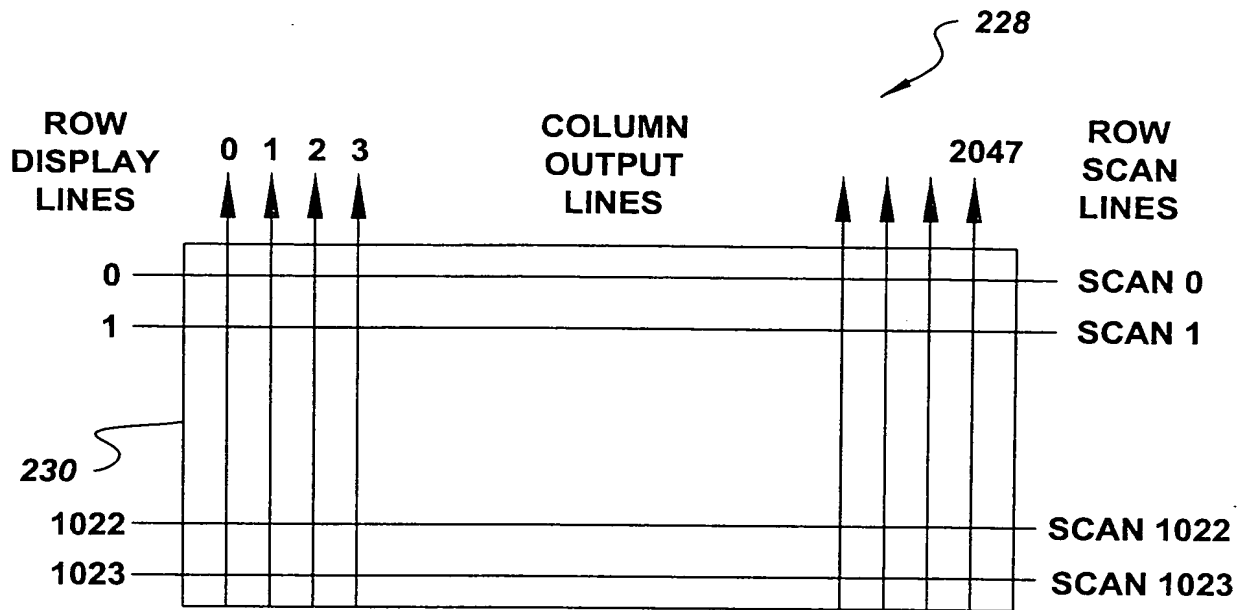 228
ROW
DISPLAY
LINES
0 1 2 3
COLUMN
OUTPUT
LINES
2047
ROW
SCAN
LINES
0
SCAN 0
1
SCAN 1
230
1022
SCAN 1022
1023
SCAN 1023